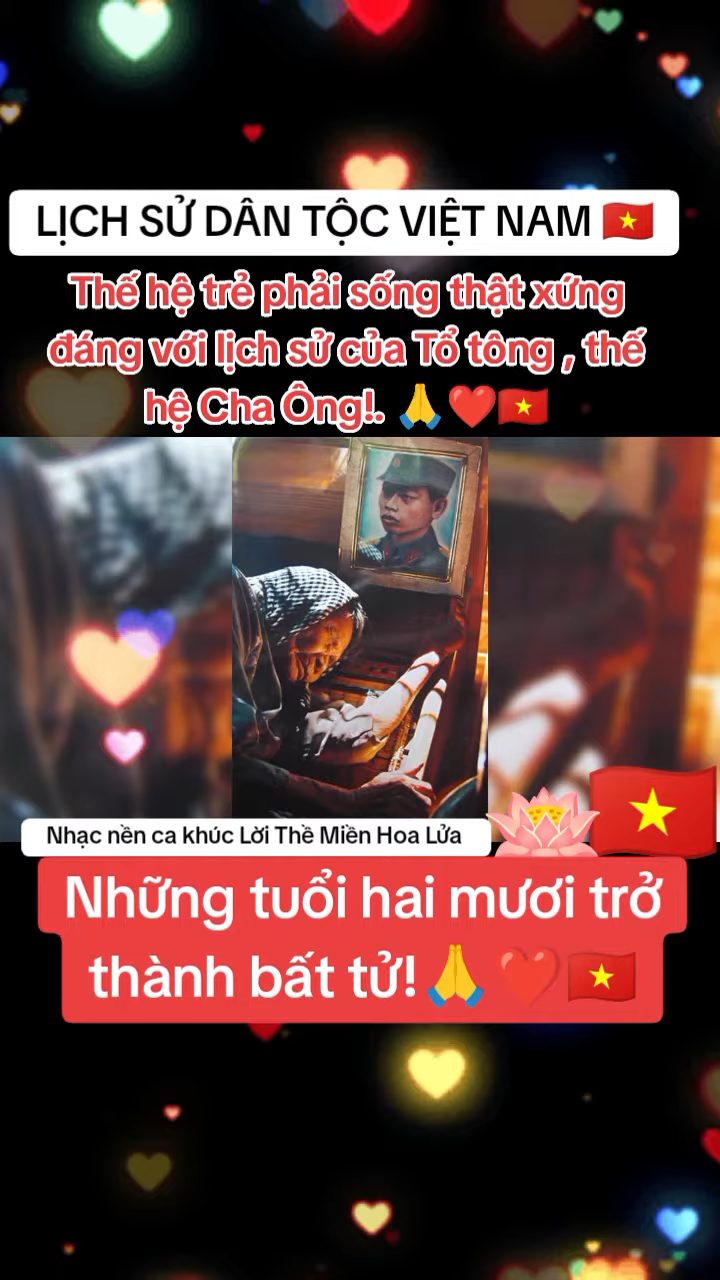 LỊCH SỬ DÂN TỘC VIỆT NAM 🇻🇳
Thế hệ trẻ phải sống thật xứng
đáng với lịch sử của Tổ tông , thế
hệ Cha Ông!. 🙏❤️🇻🇳
Nhạc nền ca khúc Lời Thề Miền Hoa Lửa
Những tuổi hai mươi trở
thành bất tử!🙏❤️🇻🇳